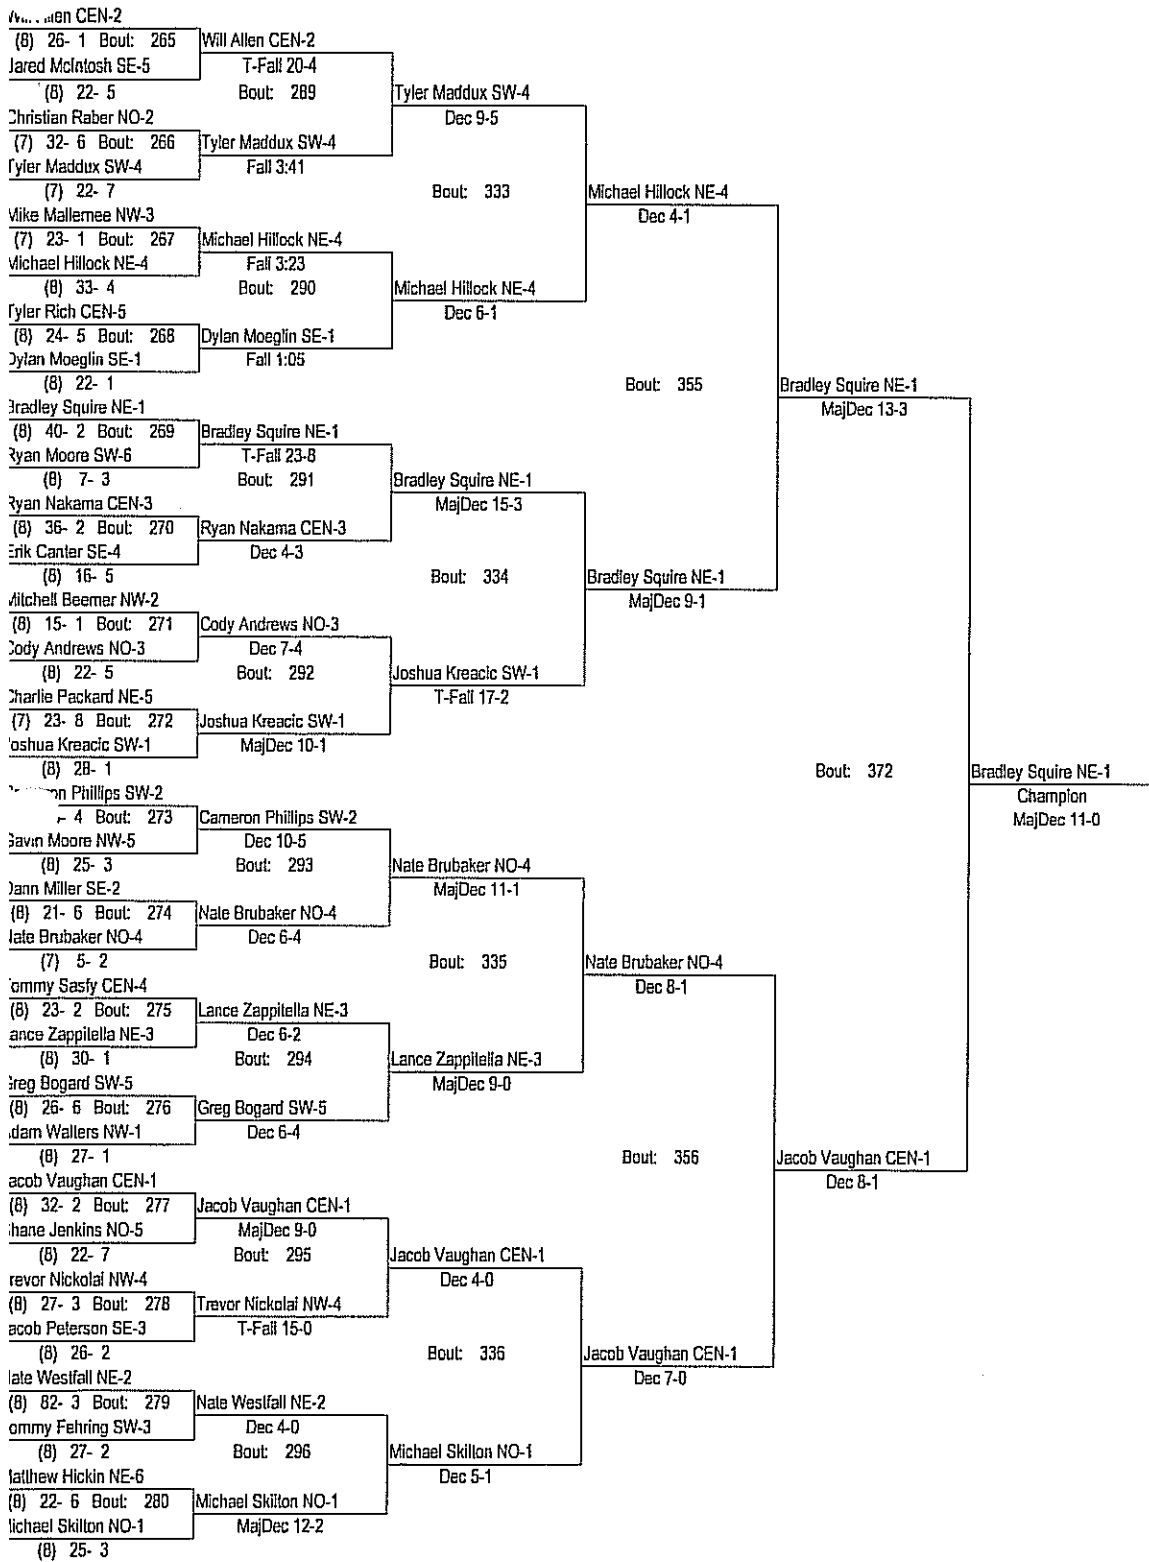 en CEN-2
(8) 26- 1 Bout: 265
Jared McIntosh SE-5
(8) 22- 5
Christian Raber NO-2
(7) 32- 6 Bout: 266
Tyler Maddux SW-4
(7) 22- 7
Mike Mallernee NW-3
(7) 23- 1 Bout: 267
Michael Hillock NE-4
(8) 33- 4
Tyler Rich CEN-5
(8) 24- 5 Bout: 268
Dylan Moeglin SE-1
(8) 22- 1
Bradley Squire NE-1
(8) 40- 2 Bout: 269
Ryan Moore SW-6
(8) 7- 3
Ryan Nakama CEN-3
(8) 36- 2 Bout: 270
Erik Canter SE-4
(8) 16- 5
Mitchell Beemer NW-2
(8) 15- 1 Bout: 271
Cody Andrews NO-3
(8) 22- 5
Charlie Packard NE-5
(7) 23- 8 Bout: 272
Joshua Kreacic SW-1
(8) 28- 1
on Phillips SW-2
- 4 Bout: 273
Gavin Moore NW-5
(8) 25- 3
Dann Miller SE-2
(8) 21- 6 Bout: 274
Nate Brubaker NO-4
(7) 5- 2
Tommy Sasfy CEN-4
(8) 23- 2 Bout: 275
Lance Zappitella NE-3
(8) 30- 1
Greg Bogard SW-5
(8) 26- 6 Bout: 276
Adam Walters NW-1
(8) 27- 1
Jacob Vaughan CEN-1
(8) 32- 2 Bout: 277
Shane Jenkins NO-5
(8) 22- 7
Trevor Nickolai NW-4
(8) 27- 3 Bout: 278
Jacob Peterson SE-3
(8) 26- 2
Nate Westfall NE-2
(8) 82- 3 Bout: 279
Tommy Fehring SW-3
(8) 27- 2
Matthew Hickin NE-6
(8) 22- 6 Bout: 280
Michael Skilton NO-1
(8) 25- 3
Will Allen CEN-2
T-Fall 20-4
Bout: 289
Tyler Maddux SW-4
Fall 3:41
Michael Hillock NE-4
Fall 3:23
Bout: 290
Dylan Moeglin SE-1
Fall 1:05
Bradley Squire NE-1
T-Fall 23-8
Bout: 291
Ryan Nakama CEN-3
Dec 4-3
Cody Andrews NO-3
Dec 7-4
Bout: 292
Joshua Kreacic SW-1
MajDec 10-1
Cameron Phillips SW-2
Dec 10-5
Bout: 293
Nate Brubaker NO-4
Dec 6-4
Lance Zappitella NE-3
Dec 6-2
Bout: 294
Greg Bogard SW-5
Dec 6-4
Jacob Vaughan CEN-1
MajDec 9-0
Bout: 295
Trevor Nickolai NW-4
T-Fall 15-0
Nate Westfall NE-2
Dec 4-0
Bout: 296
Michael Skilton NO-1
MajDec 12-2
Tyler Maddux SW-4
Dec 9-5
Bout: 333
Michael Hillock NE-4
Dec 6-1
Bradley Squire NE-1
MajDec 15-3
Bout: 334
Joshua Kreacic SW-1
T-Fall 17-2
Nate Brubaker NO-4
MajDec 11-1
Bout: 335
Lance Zappitella NE-3
MajDec 9-0
Jacob Vaughan CEN-1
Dec 4-0
Bout: 336
Michael Skilton NO-1
Dec 5-1
Michael Hillock NE-4
Dec 4-1
Bout: 355
Bradley Squire NE-1
MajDec 9-1
Nate Brubaker NO-4
Dec 8-1
Bout: 356
Jacob Vaughan CEN-1
Dec 7-0
Bradley Squire NE-1
MajDec 13-3
Bout: 372
Jacob Vaughan CEN-1
Dec 8-1
Bradley Squire NE-1
Champion
MajDec 11-0